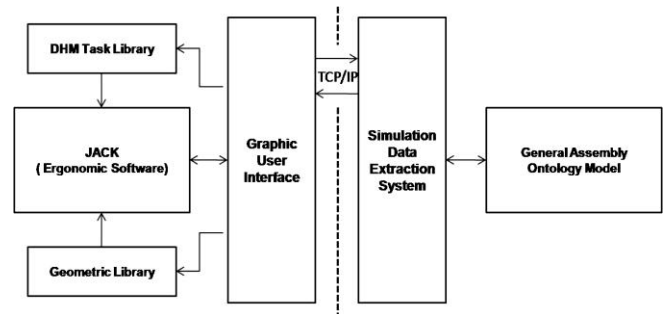 DHM Task Library
JACK
( Ergonomic Software)
Geometric Library
Graphic
User
Interface
TCP/IP
Simulation
Data
Extraction
System
General Assembly
Ontology Model